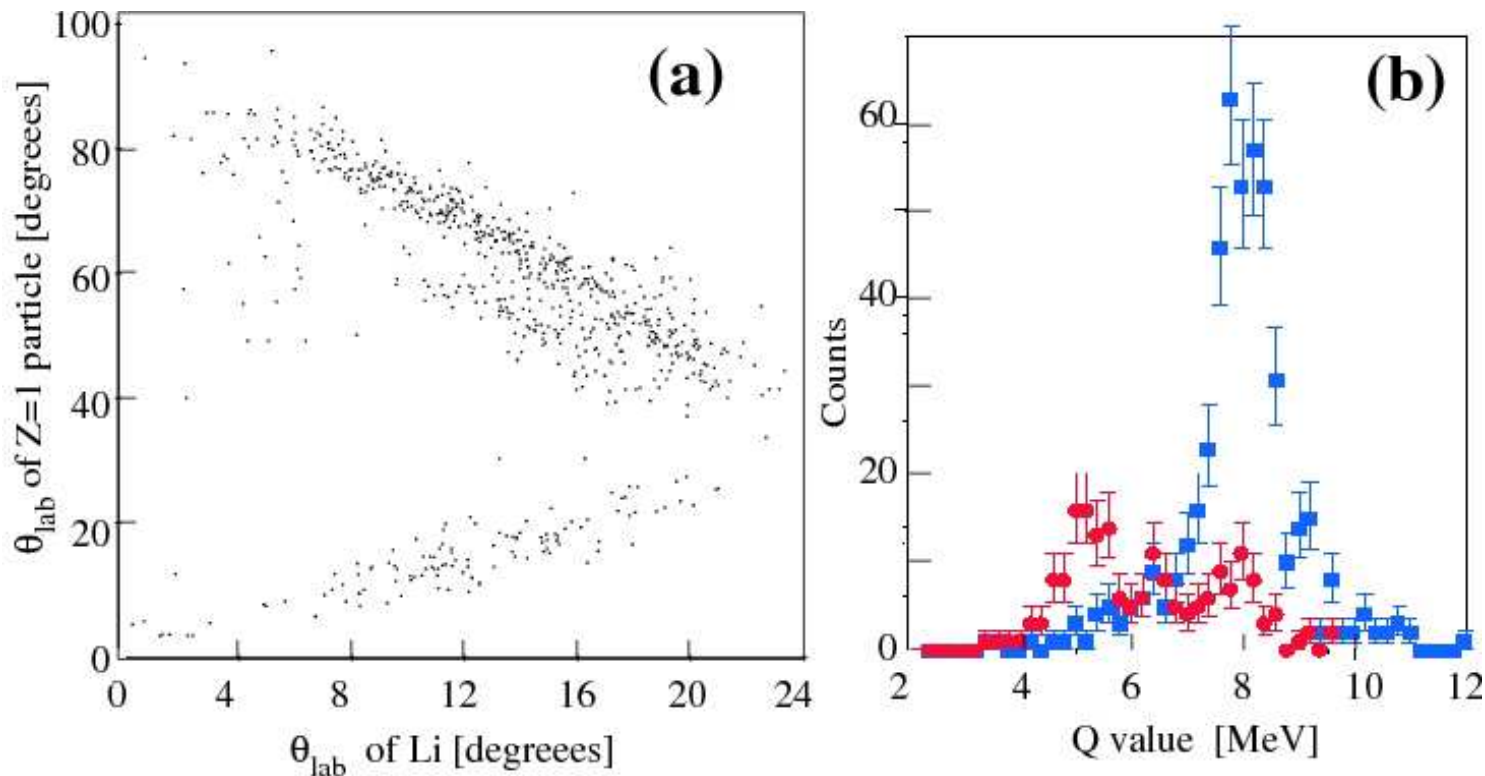 (a)
θlab of Z=1 particle [degreees]
100
80
60
40
20
0
0 4 8 12 16 20 24
θlab of Li [degreees]
(b)
Counts
60
40
20
0
2 4 6 8 10 12
Q value [MeV]